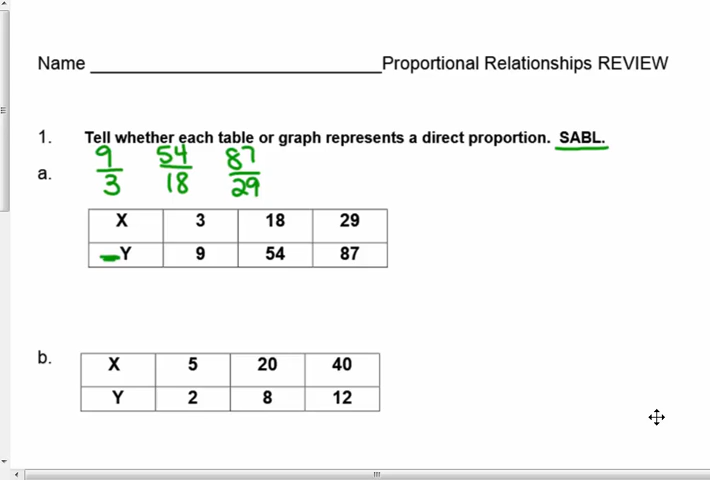 Name ________________________________Proportional Relationships REVIEW
1. Tell whether each table or graph represents a direct proportion. SABL.
9/3 54/18 87/29
a.
X 3 18 29
Y 9 54 87
b.
X 5 20 40
Y 2 8 12